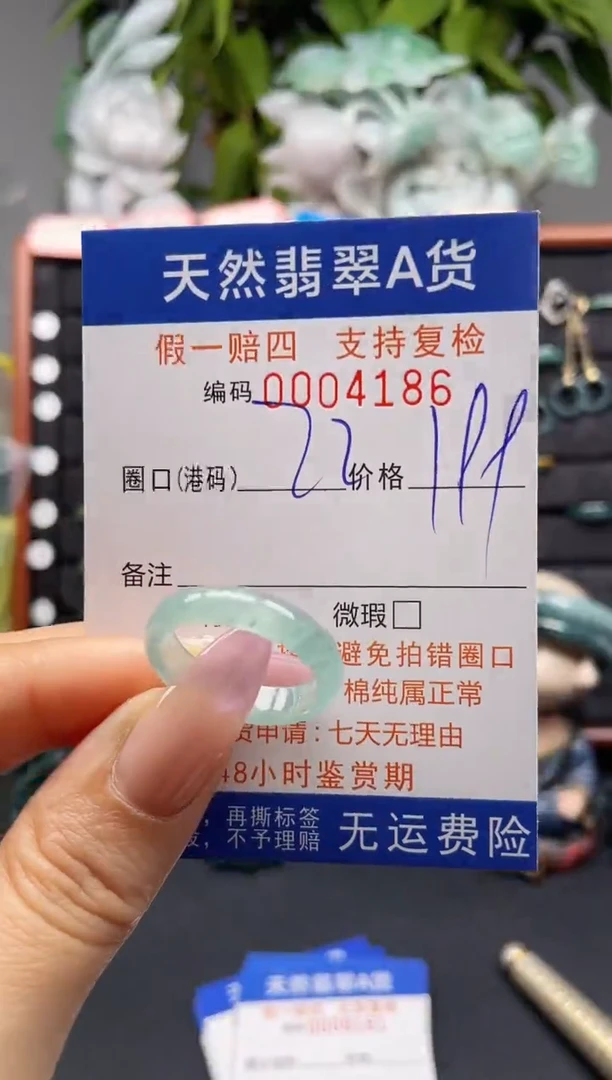 天然翡翠A货
假一赔四 支持复检
编码 0004186
圈口(港码) 22 价格 199
备注
微瑕□
避免拍错圈口
棉纯属正常
申请：七天无理由
48小时鉴赏期
，再撕标签
，不予理赔
无运费险
天然翡翠A货